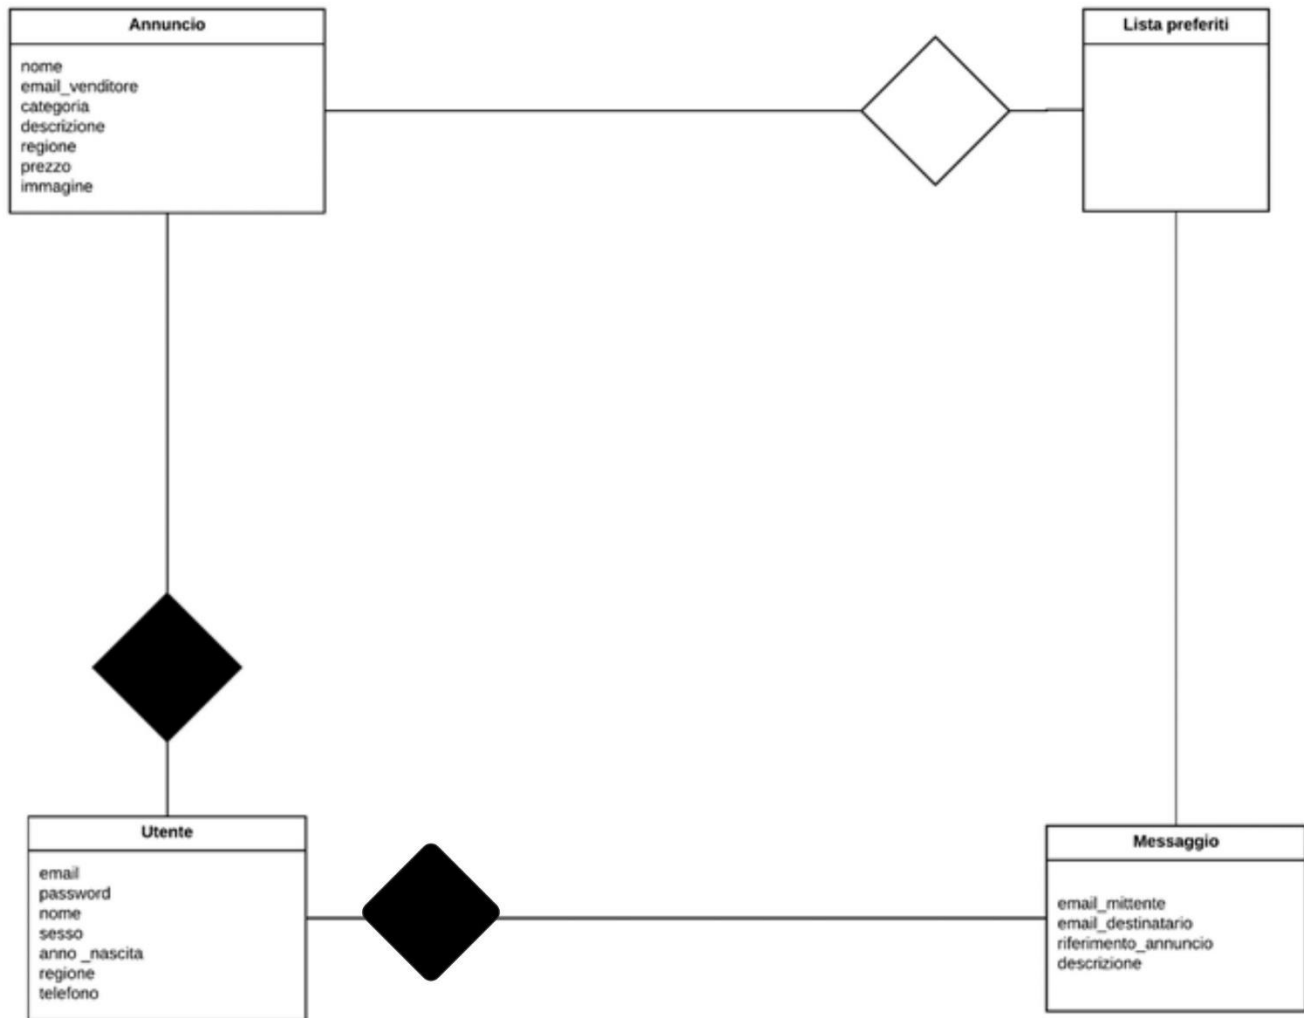 Annuncio
nome
email_venditore
categoria
descrizione
regione
prezzo
immagine
Lista preferiti
Utente
email
password
nome
sesso
anno _nascita
regione
telefono
Messaggio
email_mittente
email_destinatario
riferimento_annuncio
descrizione